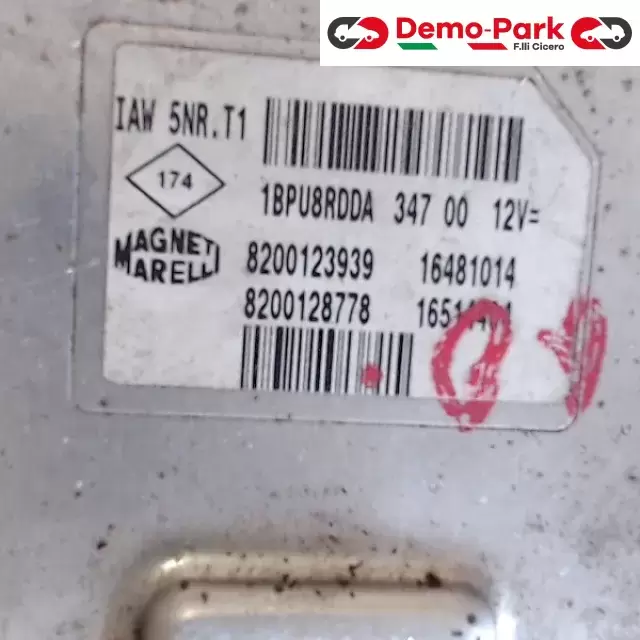 Demo-Park
F.lli Cicero
IAW 5NR.T1
174
1BPU8RDDA 347 00 12V=
MAGNETI
MARELLI
8200123939 16481014
8200128778